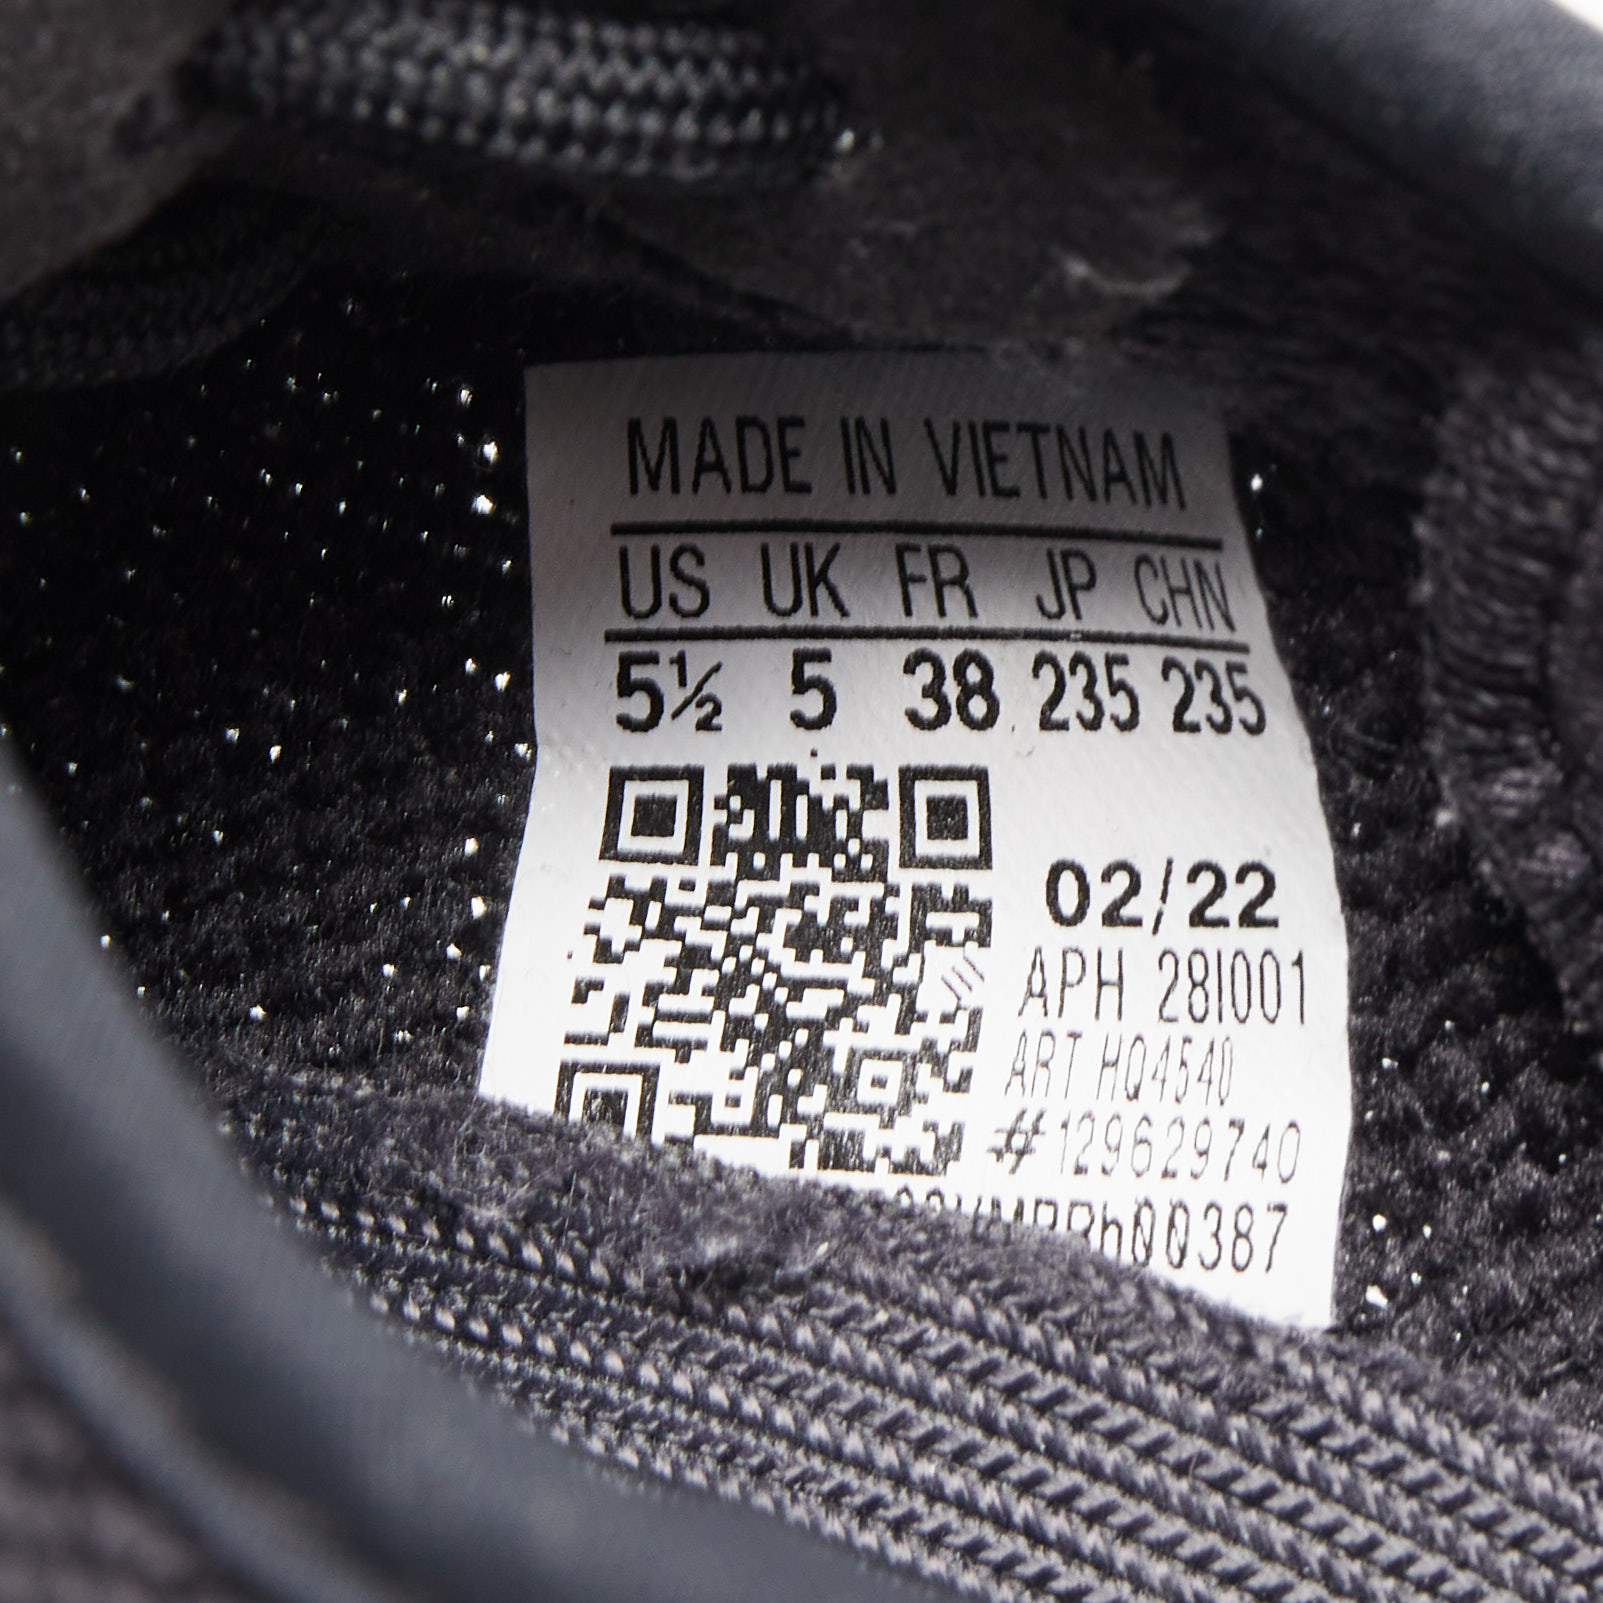 MADE IN VIETNAM
US UK FR JP CHN
5½ 5 38 235 235
02/22
APH 28I001
ART HQ4540
#129629740